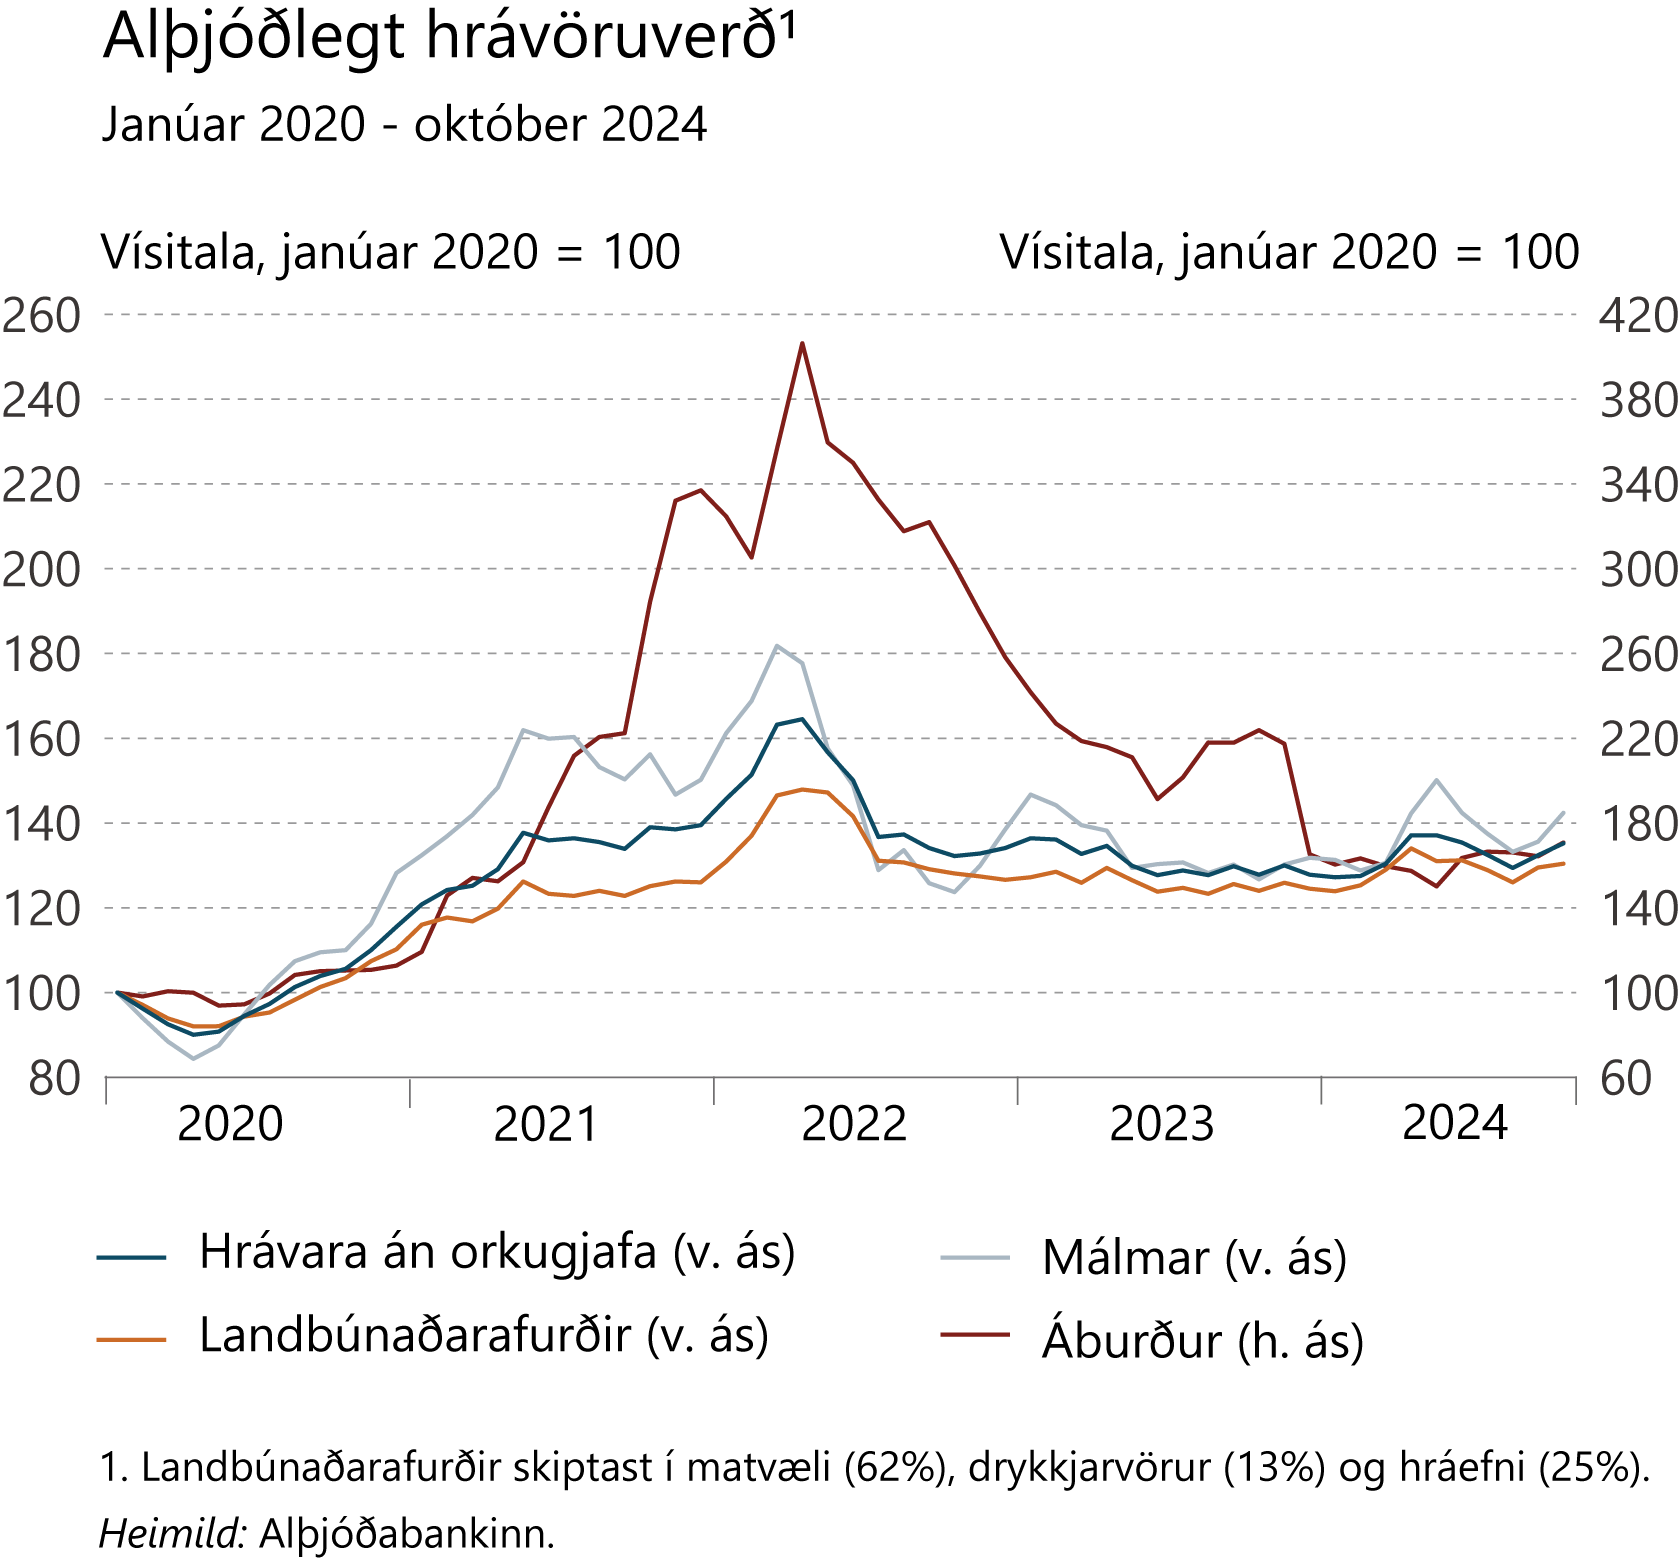 Alþjóðlegt hrávöruverð¹
Janúar 2020 - október 2024
Vísitala, janúar 2020 = 100 Vísitala, janúar 2020 = 100
260 420
240 380
220 340
200 300
180 260
160 220
140 180
120 140
100 100
80 60
2020 2021 2022 2023 2024
Hrávara án orkugjafa (v. ás) Málmar (v. ás)
Landbúnaðarafurðir (v. ás) Áburður (h. ás)
1. Landbúnaðarafurðir skiptast í matvæli (62%), drykkjarvörur (13%) og hráefni (25%).
Heimild: Alþjóðabankinn.